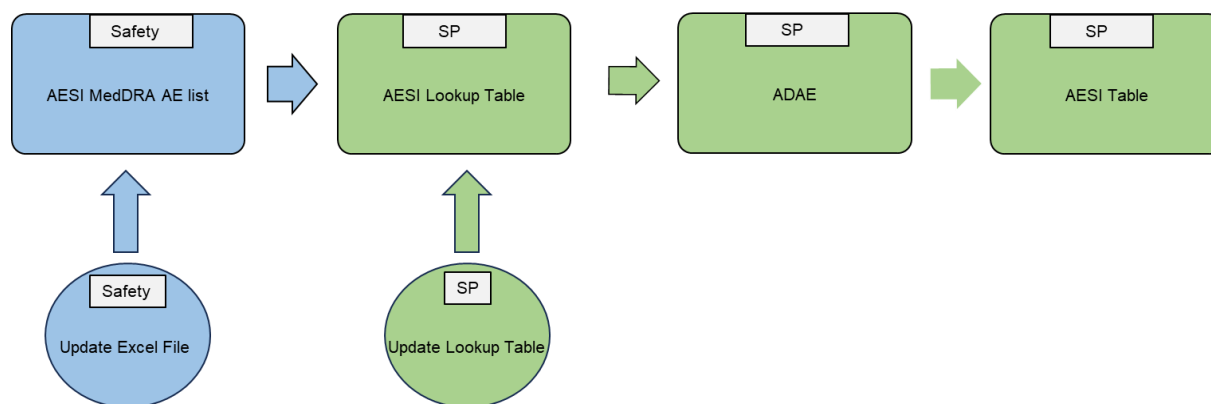 Safety
AESI MedDRA AE list
SP
AESI Lookup Table
SP
ADAE
SP
AESI Table
Safety
Update Excel File
SP
Update Lookup Table